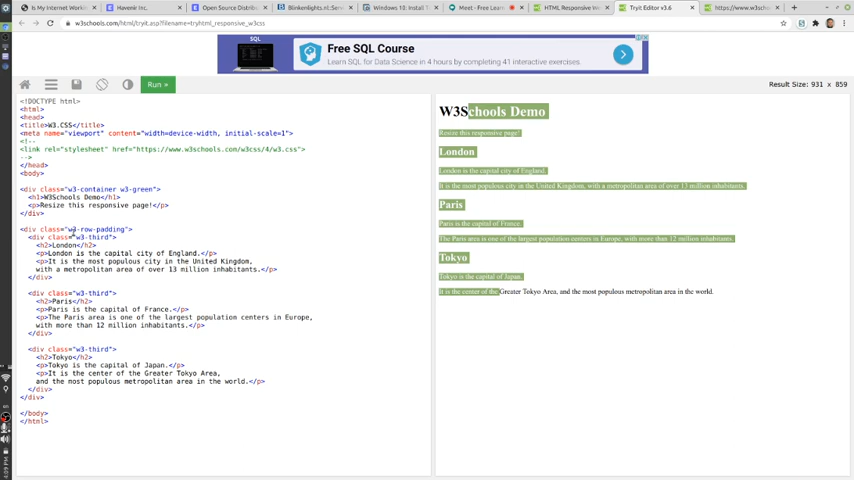 Is My Internet Workin
Havenir Inc.
Open Source Distribu
Blinkenlights.nl::Serv
Windows 10: Install T
Meet – Free Learni
HTML Responsive We
Tryit Editor v3.6
https://www.w3scho
w3schools.com/html/tryit.asp?filename=tryhtml_responsive_w3css
SQL
Free SQL Course
Learn SQL for Data Science in 4 hours by completing 41 interactive exercises.
Run »
Result Size: 931 x 859
<!DOCTYPE html>
<html>
<head>
<title>W3.CSS</title>
<meta name="viewport" content="width=device-width, initial-scale=1">
<!--
<link rel="stylesheet" href="https://www.w3schools.com/w3css/4/w3.css">
-->
</head>
<body>
<div class="w3-container w3-green">
<h1>W3Schools Demo</h1>
<p>Resize this responsive page!</p>
</div>
<div class="w3-row-padding">
<div class="w3-third">
<h2>London</h2>
<p>London is the capital city of England.</p>
<p>It is the most populous city in the United Kingdom,
with a metropolitan area of over 13 million inhabitants.</p>
</div>
<div class="w3-third">
<h2>Paris</h2>
<p>Paris is the capital of France.</p>
<p>The Paris area is one of the largest population centers in Europe,
with more than 12 million inhabitants.</p>
</div>
<div class="w3-third">
<h2>Tokyo</h2>
<p>Tokyo is the capital of Japan.</p>
<p>It is the center of the Greater Tokyo Area,
and the most populous metropolitan area in the world.</p>
</div>
</div>
</body>
</html>
W3Schools Demo
Resize this responsive page!
London
London is the capital city of England.
It is the most populous city in the United Kingdom, with a metropolitan area of over 13 million inhabitants.
Paris
Paris is the capital of France.
The Paris area is one of the largest population centers in Europe, with more than 12 million inhabitants.
Tokyo
Tokyo is the capital of Japan.
It is the center of the Greater Tokyo Area, and the most populous metropolitan area in the world.
4:09 PM